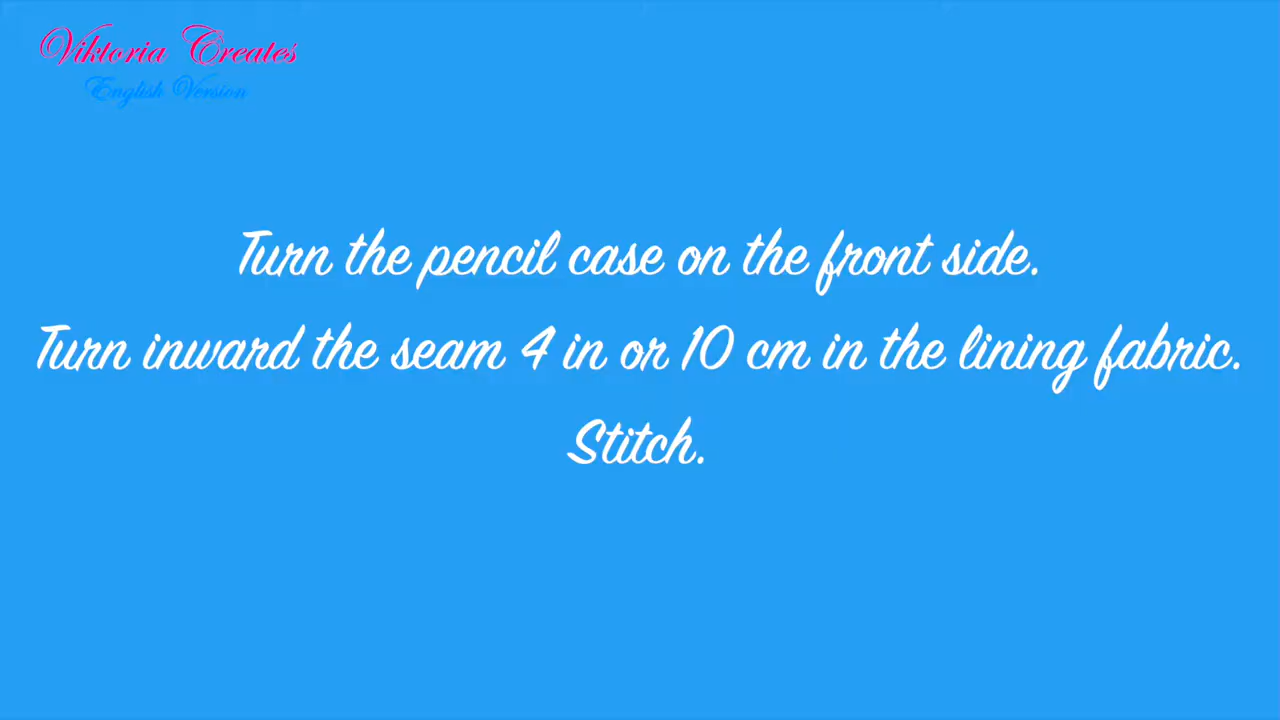 Viktoria Creates
English Version
Turn the pencil case on the front side.
Turn inward the seam 4 in or 10 cm in the lining fabric.
Stitch.